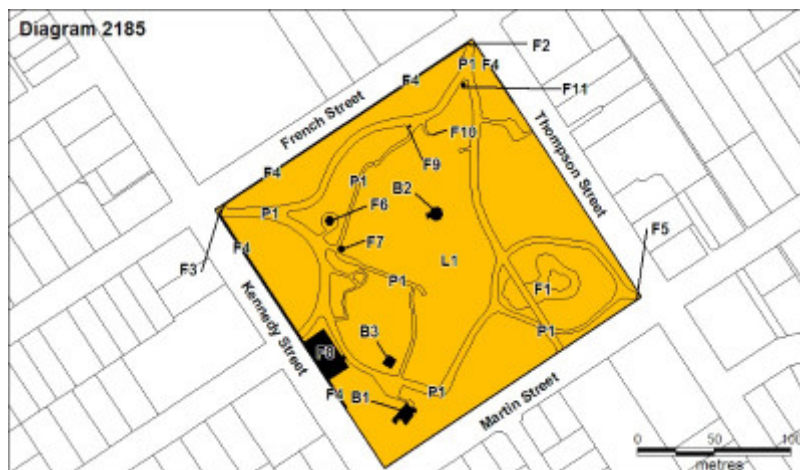 Diagram 2185
F2
P1 F4
F4
F11
French Street
Thompson Street
F10
F9
F4
P1
B2
F6
P1
F5
F7
F4
L1
F3
P1
F1
Kennedy Street
P1
B3
F8
P1
F4
B1
Martin Street
0 50 100
metres